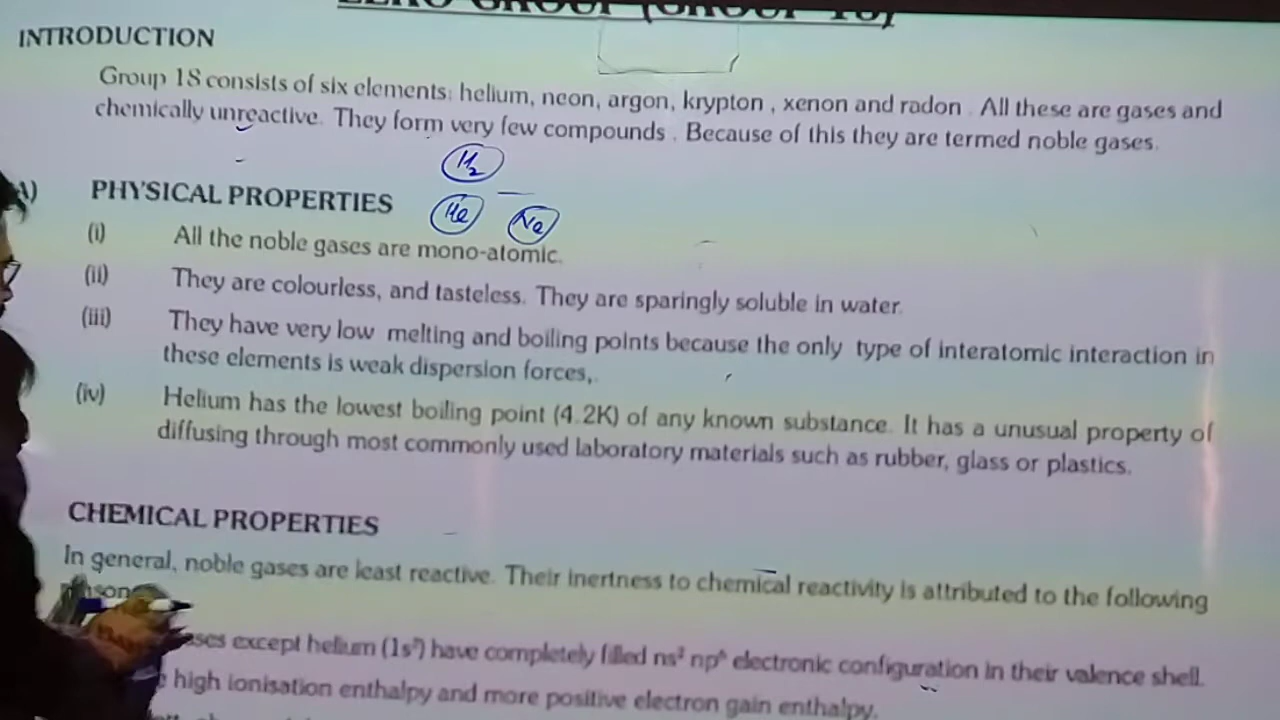 ZERO GROUP (GROUP 18)
INTRODUCTION
Group 18 consists of six elements: helium, neon, argon, krypton , xenon and radon . All these are gases and
chemically unreactive. They form very few compounds . Because of this they are termed noble gases.
H₂
A) PHYSICAL PROPERTIES
He Ne
(i) All the noble gases are mono-atomic.
(ii) They are colourless, and tasteless. They are sparingly soluble in water.
(iii) They have very low melting and boiling points because the only type of interatomic interaction in
these elements is weak dispersion forces,.
(iv) Helium has the lowest boiling point (4.2K) of any known substance. It has a unusual property of
diffusing through most commonly used laboratory materials such as rubber, glass or plastics.
CHEMICAL PROPERTIES
In general, noble gases are least reactive. Their inertness to chemical reactivity is attributed to the following
except helium (1s²) have completely filled ns² np⁶ electronic configuration in their valence shell.
high ionisation enthalpy and more positive electron gain enthalpy.